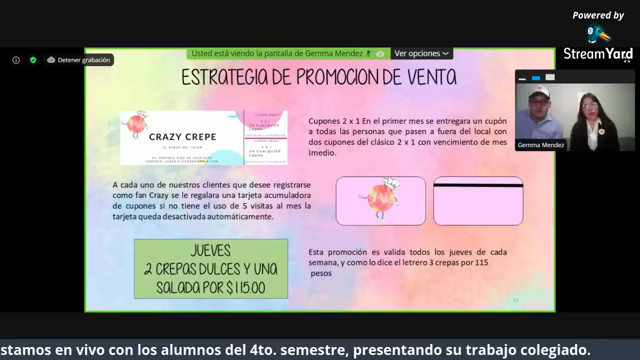 Powered by
StreamYard
Detener grabación
Usted está viendo la pantalla de Gemma Mendez
Ver opciones
ESTRATEGIA DE PROMOCION DE VENTA
CRAZY CREPE
Cupones 2 x 1 En el primer mes se entregara un cupón
a todas las personas que pasen a fuera del local con
dos cupones del clásico 2 x 1 con vencimiento de mes
Imedio.
Gemma Mendez
A cada uno de nuestros clientes que desee registrarse
como fan Crazy se le regalara una tarjeta acumuladora
de cupones si no tiene el uso de 5 visitas al mes la
tarjeta queda desactivada automáticamente.
JUEVES
2 CREPAS DULCES Y UNA
SALADA POR $115.00
Esta promoción es valida todos los jueves de cada
semana, y como lo dice el letrero 3 crepas por 115
pesos
13
stamos en vivo con los alumnos del 4to. semestre, presentando su trabajo colegiado.